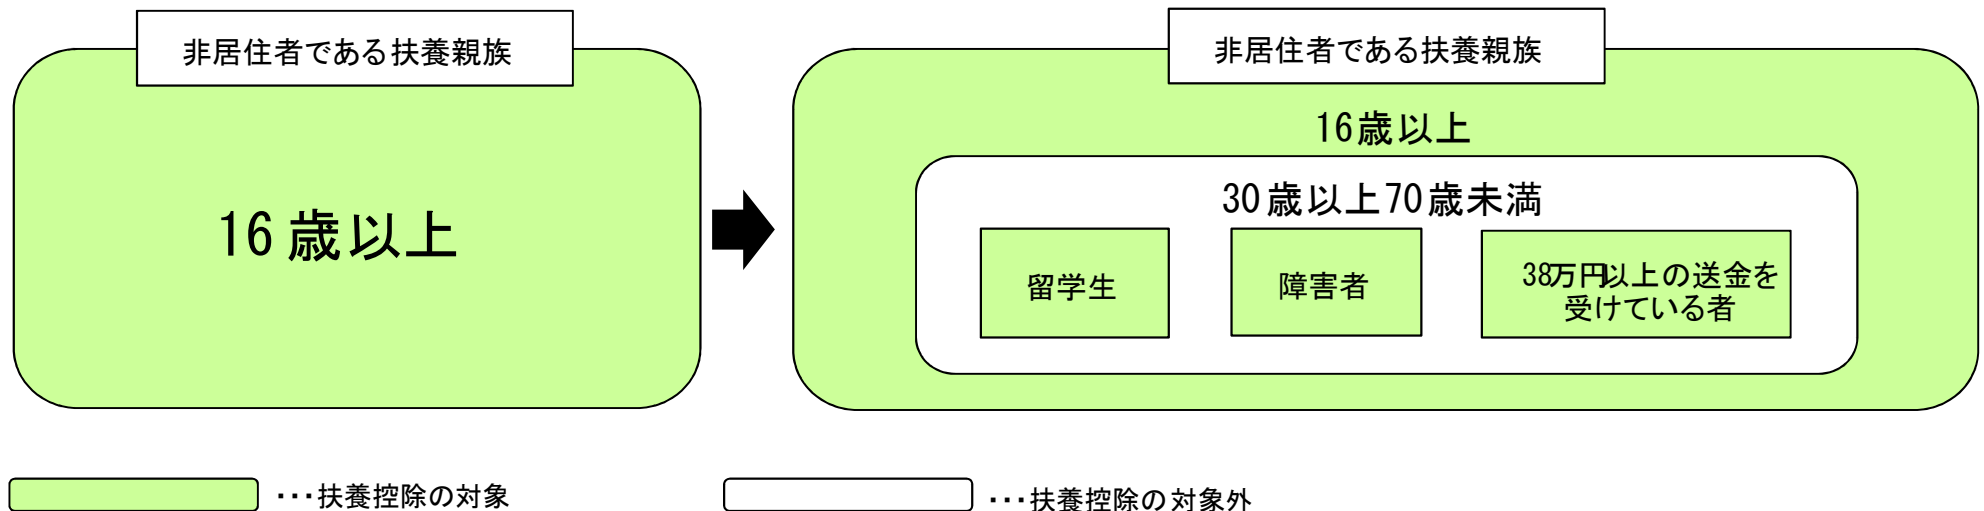 非居住者である扶養親族
16歳以上
非居住者である扶養親族
16歳以上
30歳以上70歳未満
留学生
障害者
38万円以上の送金を
受けている者
・・・扶養控除の対象
・・・扶養控除の対象外